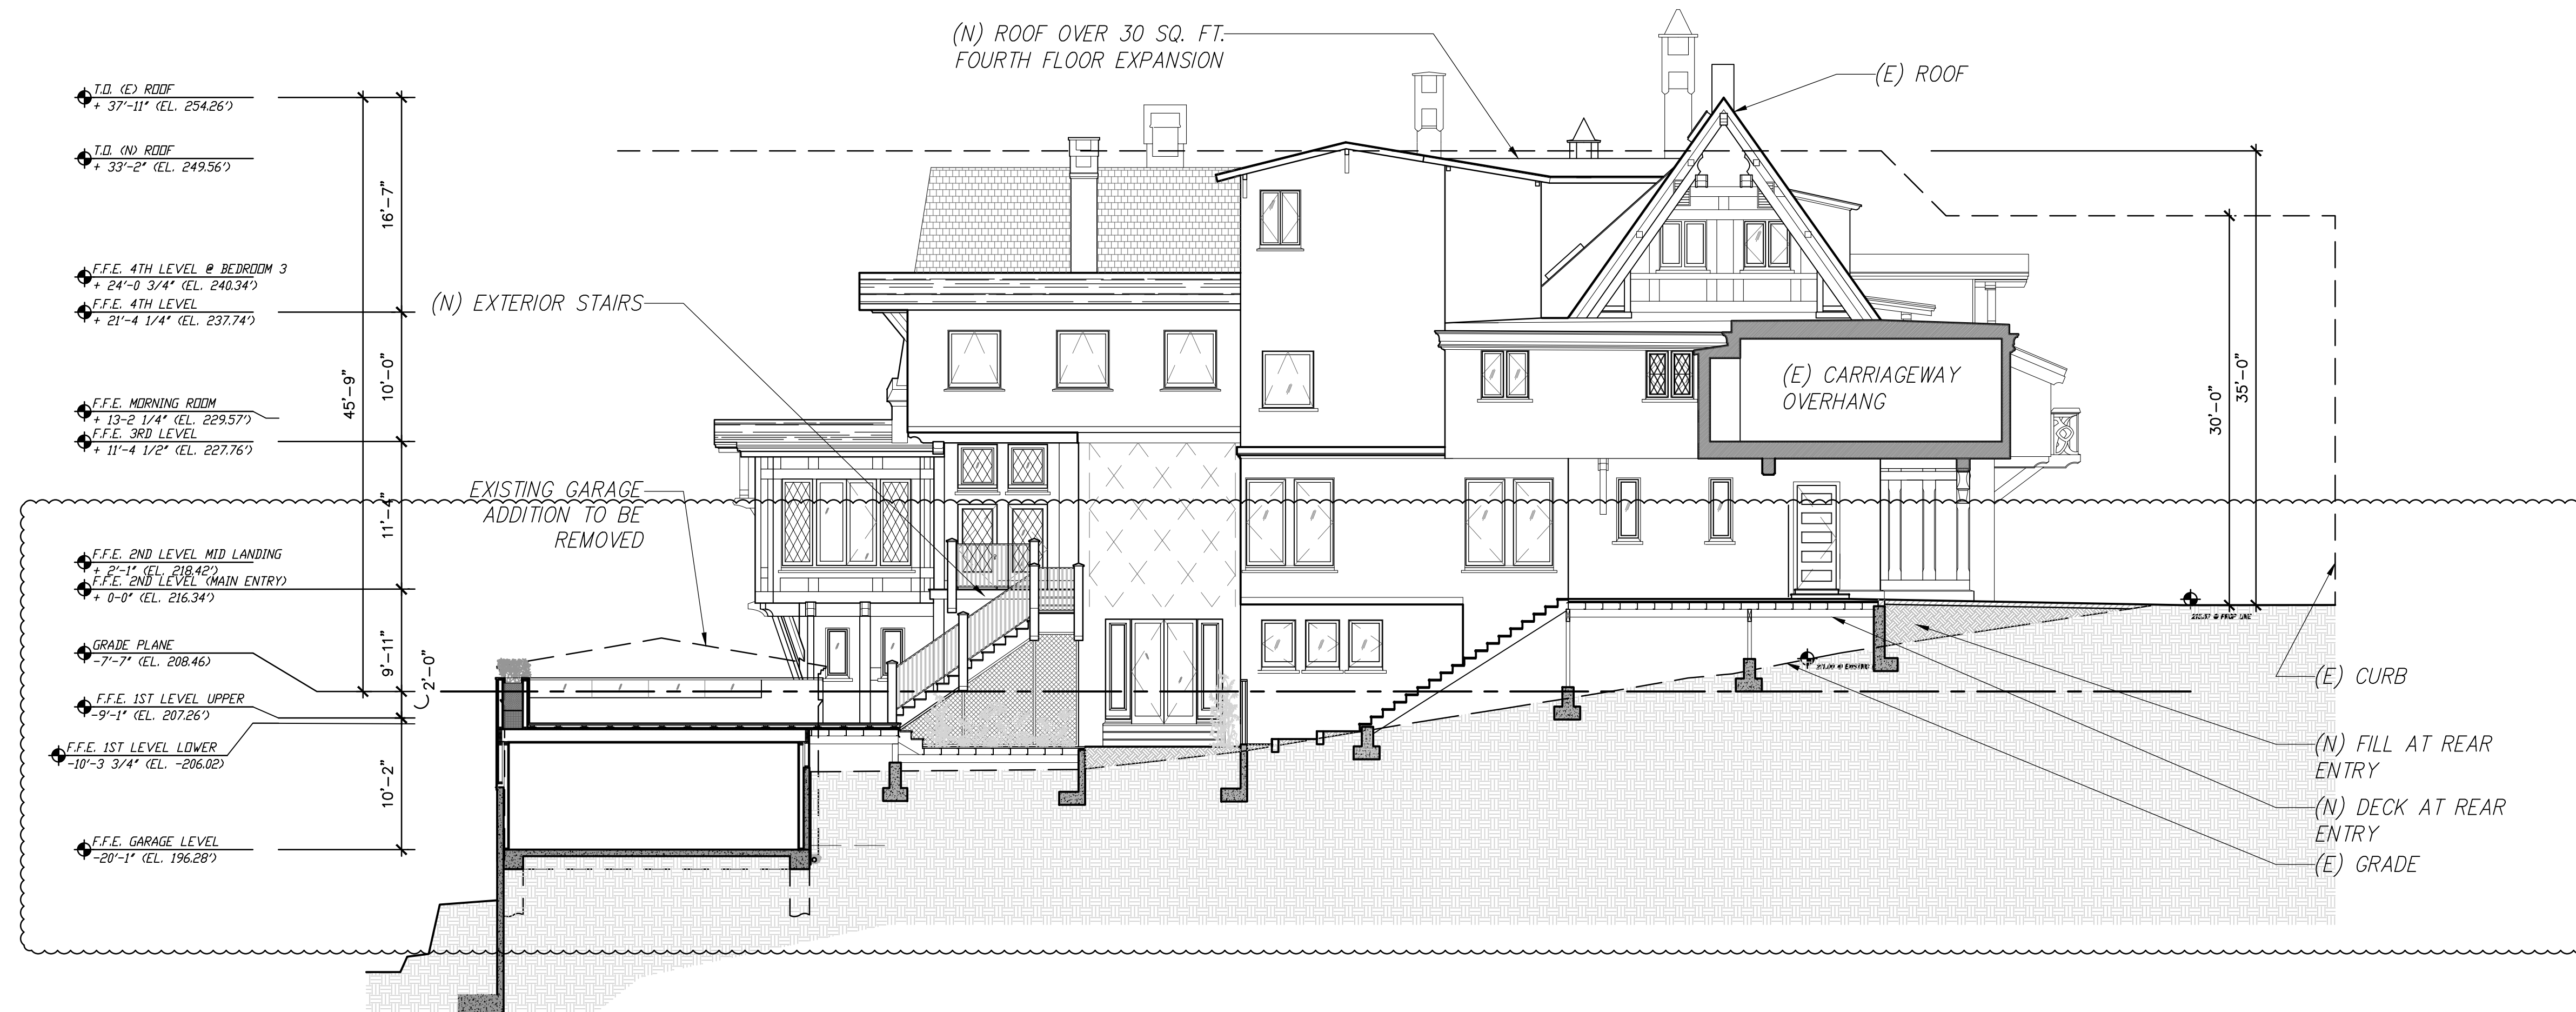 (N) ROOF OVER 30 SQ. FT.
FOURTH FLOOR EXPANSION
(E) ROOF
T.O. (E) ROOF
+ 37'-11" (EL. 254.26')
T.O. (N) ROOF
+ 33'-2" (EL. 249.56')
F.F.E. 4TH LEVEL @ BEDROOM 3
+ 24'-0 3/4" (EL. 240.34')
F.F.E. 4TH LEVEL
+ 21'-4 1/4" (EL. 237.74')
F.F.E. MORNING ROOM
+ 13-2 1/4" (EL. 229.57')
F.F.E. 3RD LEVEL
+ 11'-4 1/2" (EL. 227.76')
F.F.E. 2ND LEVEL MID LANDING
+ 2'-1" (EL. 218.42')
F.F.E. 2ND LEVEL (MAIN ENTRY)
+ 0-0" (EL. 216.34')
GRADE PLANE
-7'-7" (EL. 208.46)
F.F.E. 1ST LEVEL UPPER
-9'-1" (EL. 207.26')
F.F.E. 1ST LEVEL LOWER
-10'-3 3/4" (EL. -206.02)
F.F.E. GARAGE LEVEL
-20'-1" (EL. 196.28')
45'-9"
16'-7"
10'-0"
11'-4"
9'-11"
2'-0"
10'-2"
(N) EXTERIOR STAIRS
EXISTING GARAGE
ADDITION TO BE
REMOVED
(E) CARRIAGEWAY
OVERHANG
30'-0"
35'-0"
(E) CURB
(N) FILL AT REAR
ENTRY
(N) DECK AT REAR
ENTRY
(E) GRADE